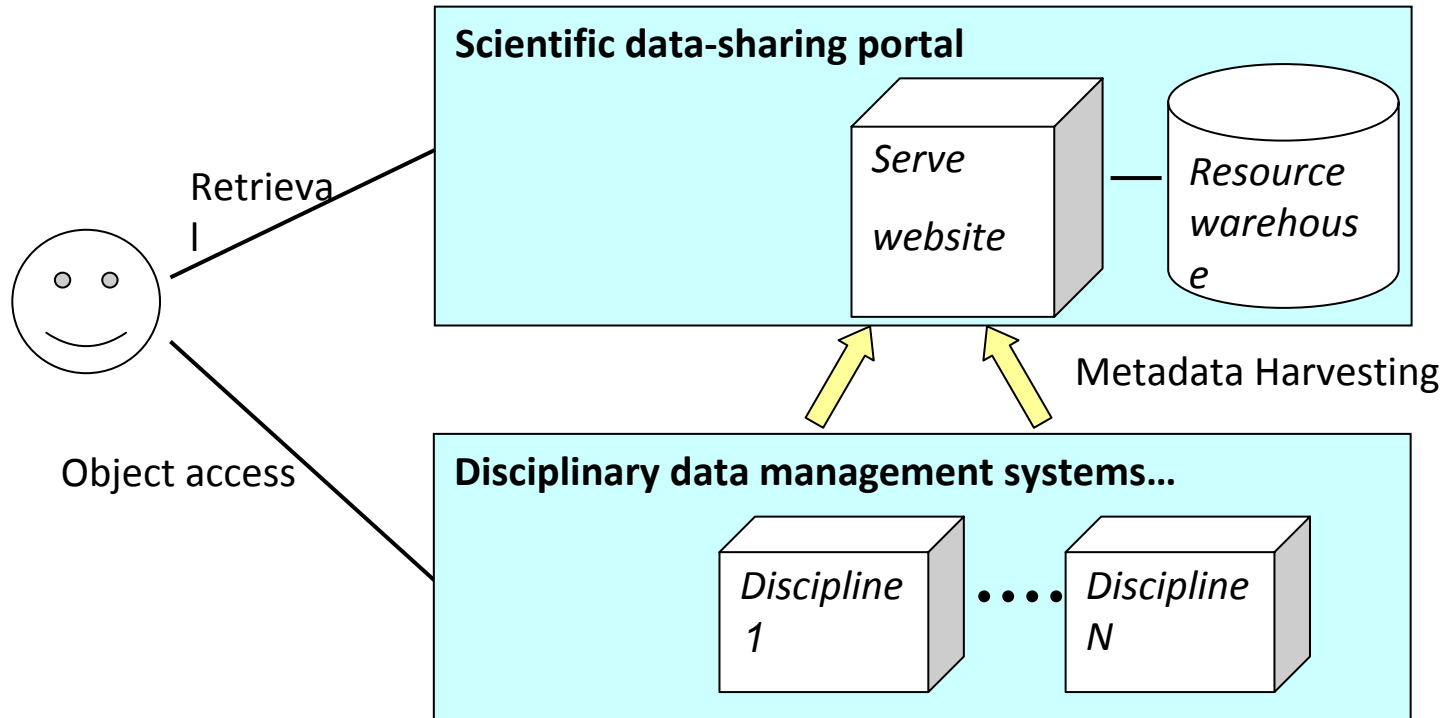 Scientific data-sharing portal
Retrieva
l
Serve
website
Resource
warehous
e
Metadata Harvesting
Object access
Disciplinary data management systems…
Discipline
1
Discipline
N